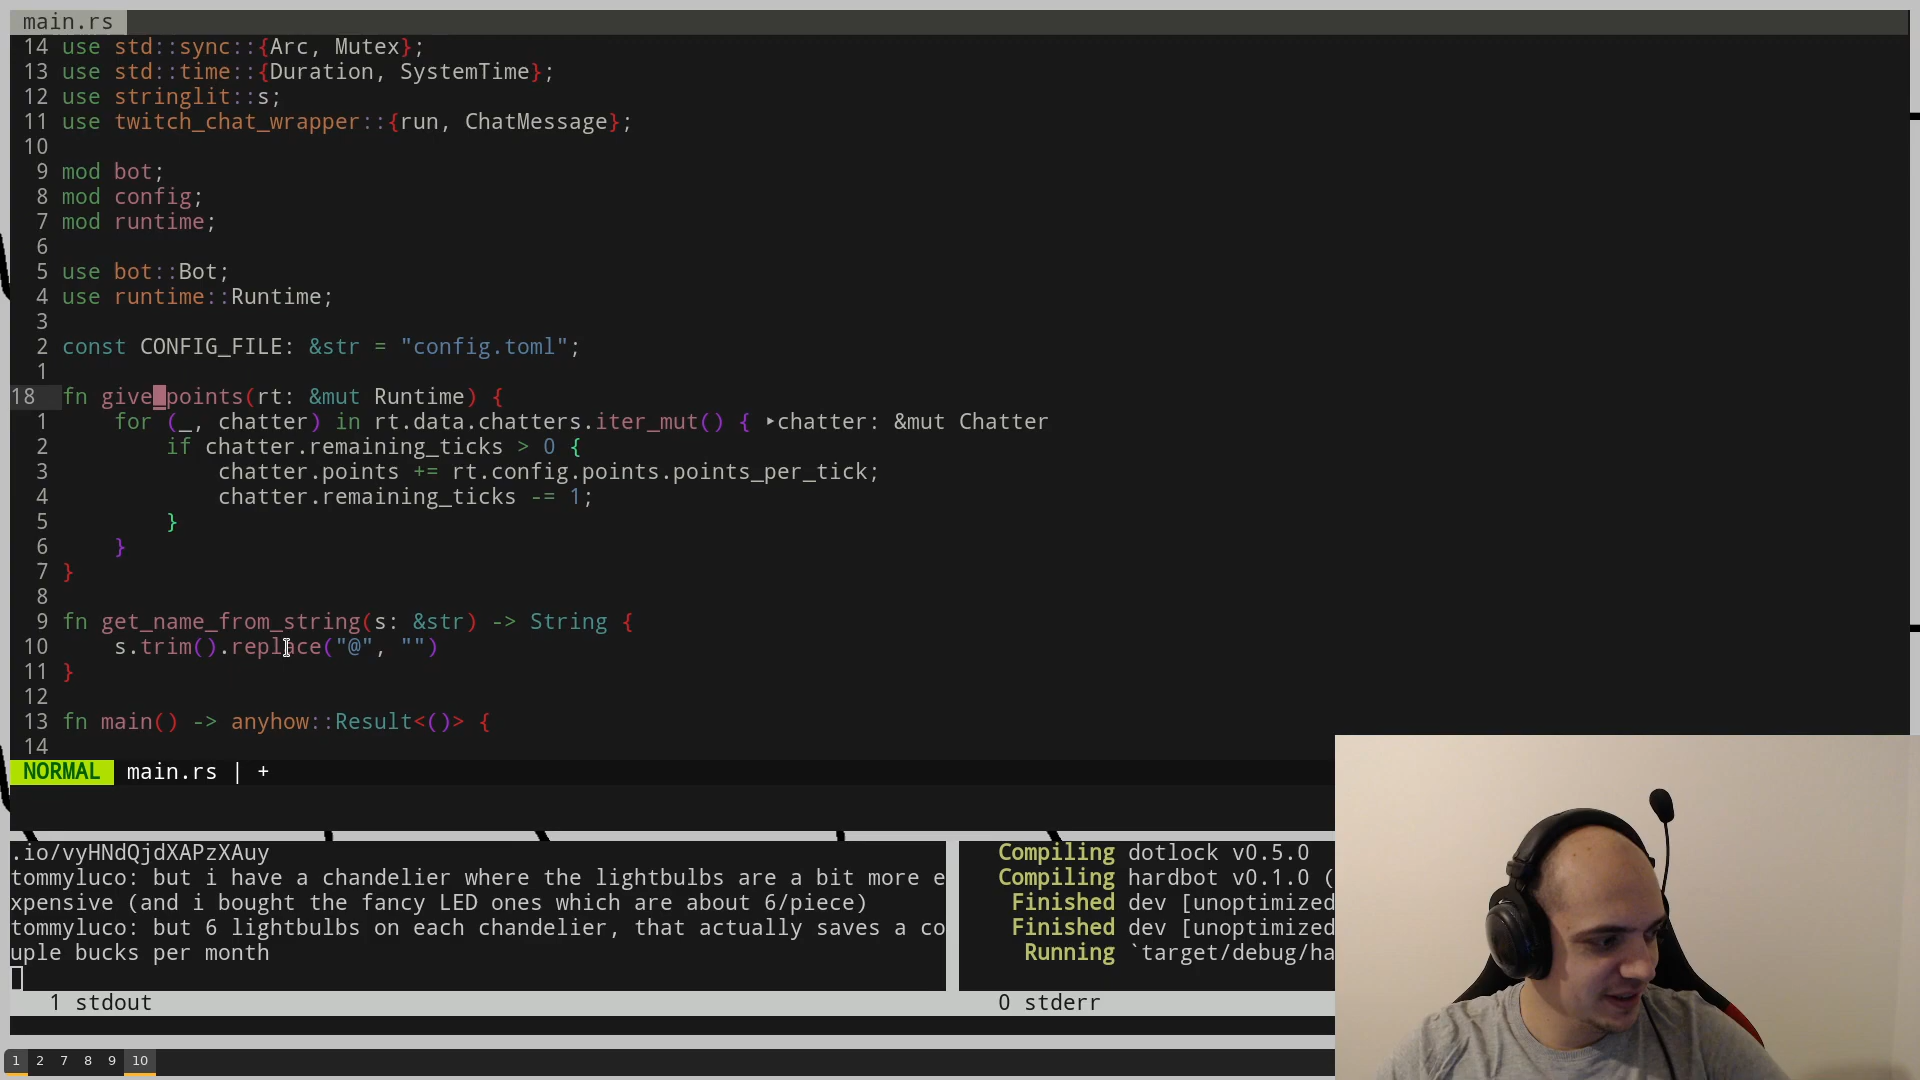 main.rs
14 use std::sync::{Arc, Mutex};
13 use std::time::{Duration, SystemTime};
12 use stringlit::s;
11 use twitch_chat_wrapper::{run, ChatMessage};
10
9 mod bot;
8 mod config;
7 mod runtime;
6
5 use bot::Bot;
4 use runtime::Runtime;
3
2 const CONFIG_FILE: &str = "config.toml";
1
18 fn give_points(rt: &mut Runtime) {
1 for (_, chatter) in rt.data.chatters.iter_mut() { ▸chatter: &mut Chatter
2 if chatter.remaining_ticks > 0 {
3 chatter.points += rt.config.points.points_per_tick;
4 chatter.remaining_ticks -= 1;
5 }
6 }
7 }
8
9 fn get_name_from_string(s: &str) -> String {
10 s.trim().replace("@", "")
11 }
12
13 fn main() -> anyhow::Result<()> {
14
NORMAL main.rs | +
.io/vyHNdQjdXAPzXAuy
tommyluco: but i have a chandelier where the lightbulbs are a bit more e
xpensive (and i bought the fancy LED ones which are about 6/piece)
tommyluco: but 6 lightbulbs on each chandelier, that actually saves a co
uple bucks per month
1 stdout
Compiling dotlock v0.5.0
Compiling hardbot v0.1.0 (
Finished dev [unoptimized
Finished dev [unoptimized
Running `target/debug/ha
0 stderr
1 2 7 8 9 10